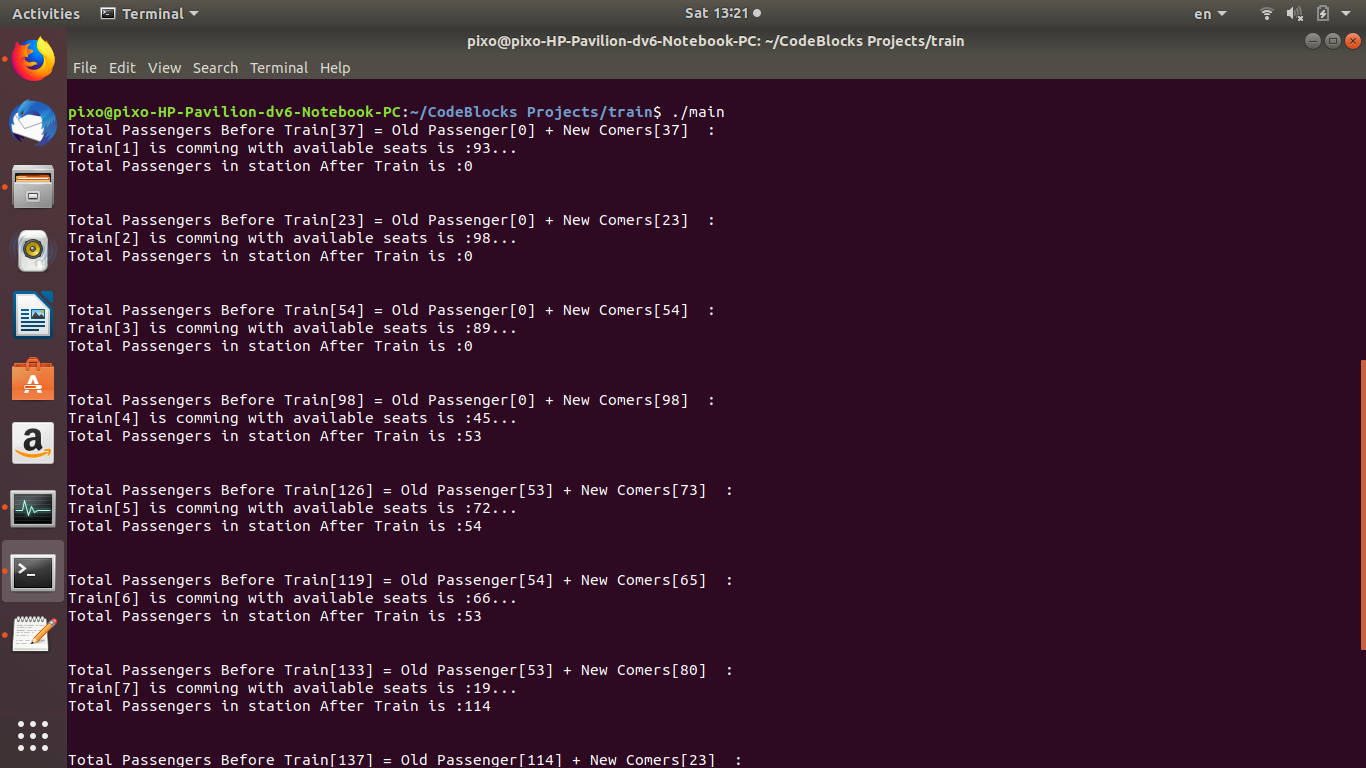 Activities Terminal Sat 13:21 en
pixo@pixo-HP-Pavilion-dv6-Notebook-PC: ~/CodeBlocks Projects/train
File Edit View Search Terminal Help
pixo@pixo-HP-Pavilion-dv6-Notebook-PC:~/CodeBlocks Projects/train$ ./main
Total Passengers Before Train[37] = Old Passenger[0] + New Comers[37]  :
Train[1] is comming with available seats is :93...
Total Passengers in station After Train is :0
Total Passengers Before Train[23] = Old Passenger[0] + New Comers[23]  :
Train[2] is comming with available seats is :98...
Total Passengers in station After Train is :0
Total Passengers Before Train[54] = Old Passenger[0] + New Comers[54]  :
Train[3] is comming with available seats is :89...
Total Passengers in station After Train is :0
Total Passengers Before Train[98] = Old Passenger[0] + New Comers[98]  :
Train[4] is comming with available seats is :45...
Total Passengers in station After Train is :53
Total Passengers Before Train[126] = Old Passenger[53] + New Comers[73]  :
Train[5] is comming with available seats is :72...
Total Passengers in station After Train is :54
Total Passengers Before Train[119] = Old Passenger[54] + New Comers[65]  :
Train[6] is comming with available seats is :66...
Total Passengers in station After Train is :53
Total Passengers Before Train[133] = Old Passenger[53] + New Comers[80]  :
Train[7] is comming with available seats is :19...
Total Passengers in station After Train is :114
Total Passengers Before Train[137] = Old Passenger[114] + New Comers[23]  :